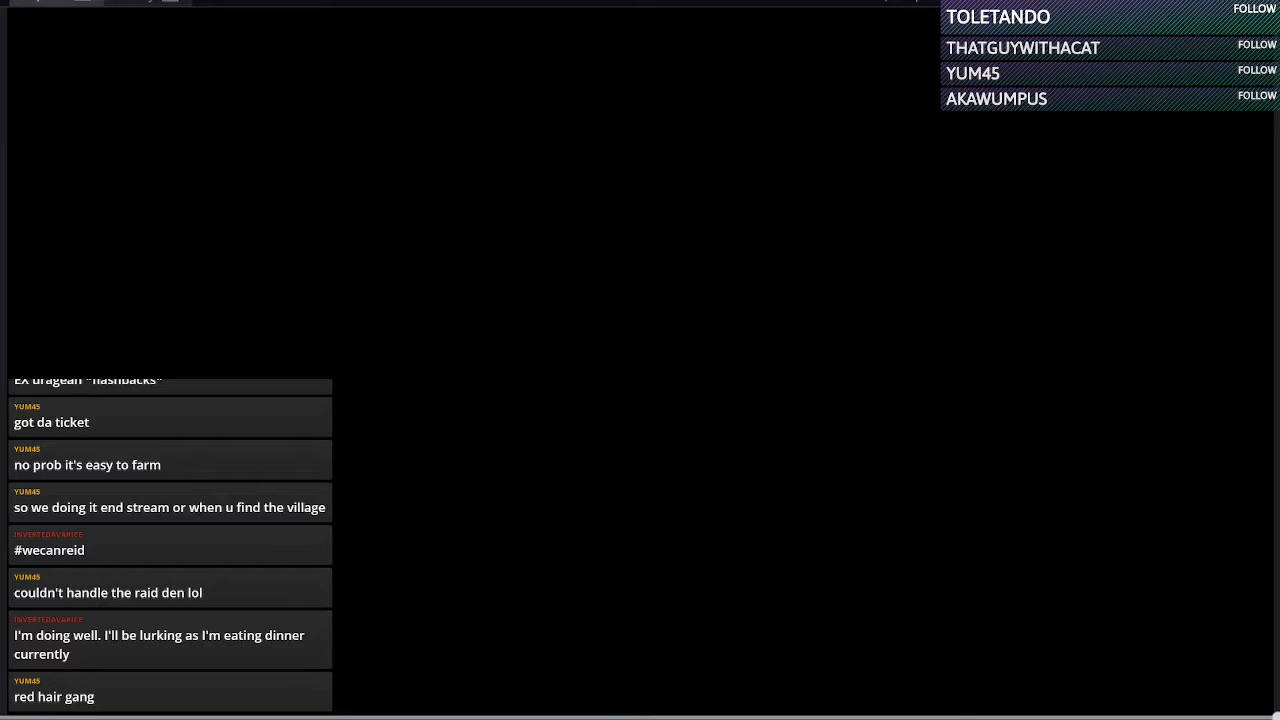 TOLETANDO FOLLOW
THATGUYWITHACAT FOLLOW
YUM45 FOLLOW
AKAWUMPUS FOLLOW
YUM45
got da ticket
YUM45
no prob it's easy to farm
YUM45
so we doing it end stream or when u find the village
INVERTEDAVARICE
#wecanreid
YUM45
couldn't handle the raid den lol
INVERTEDAVARICE
I'm doing well. I'll be lurking as I'm eating dinner
currently
YUM45
red hair gang